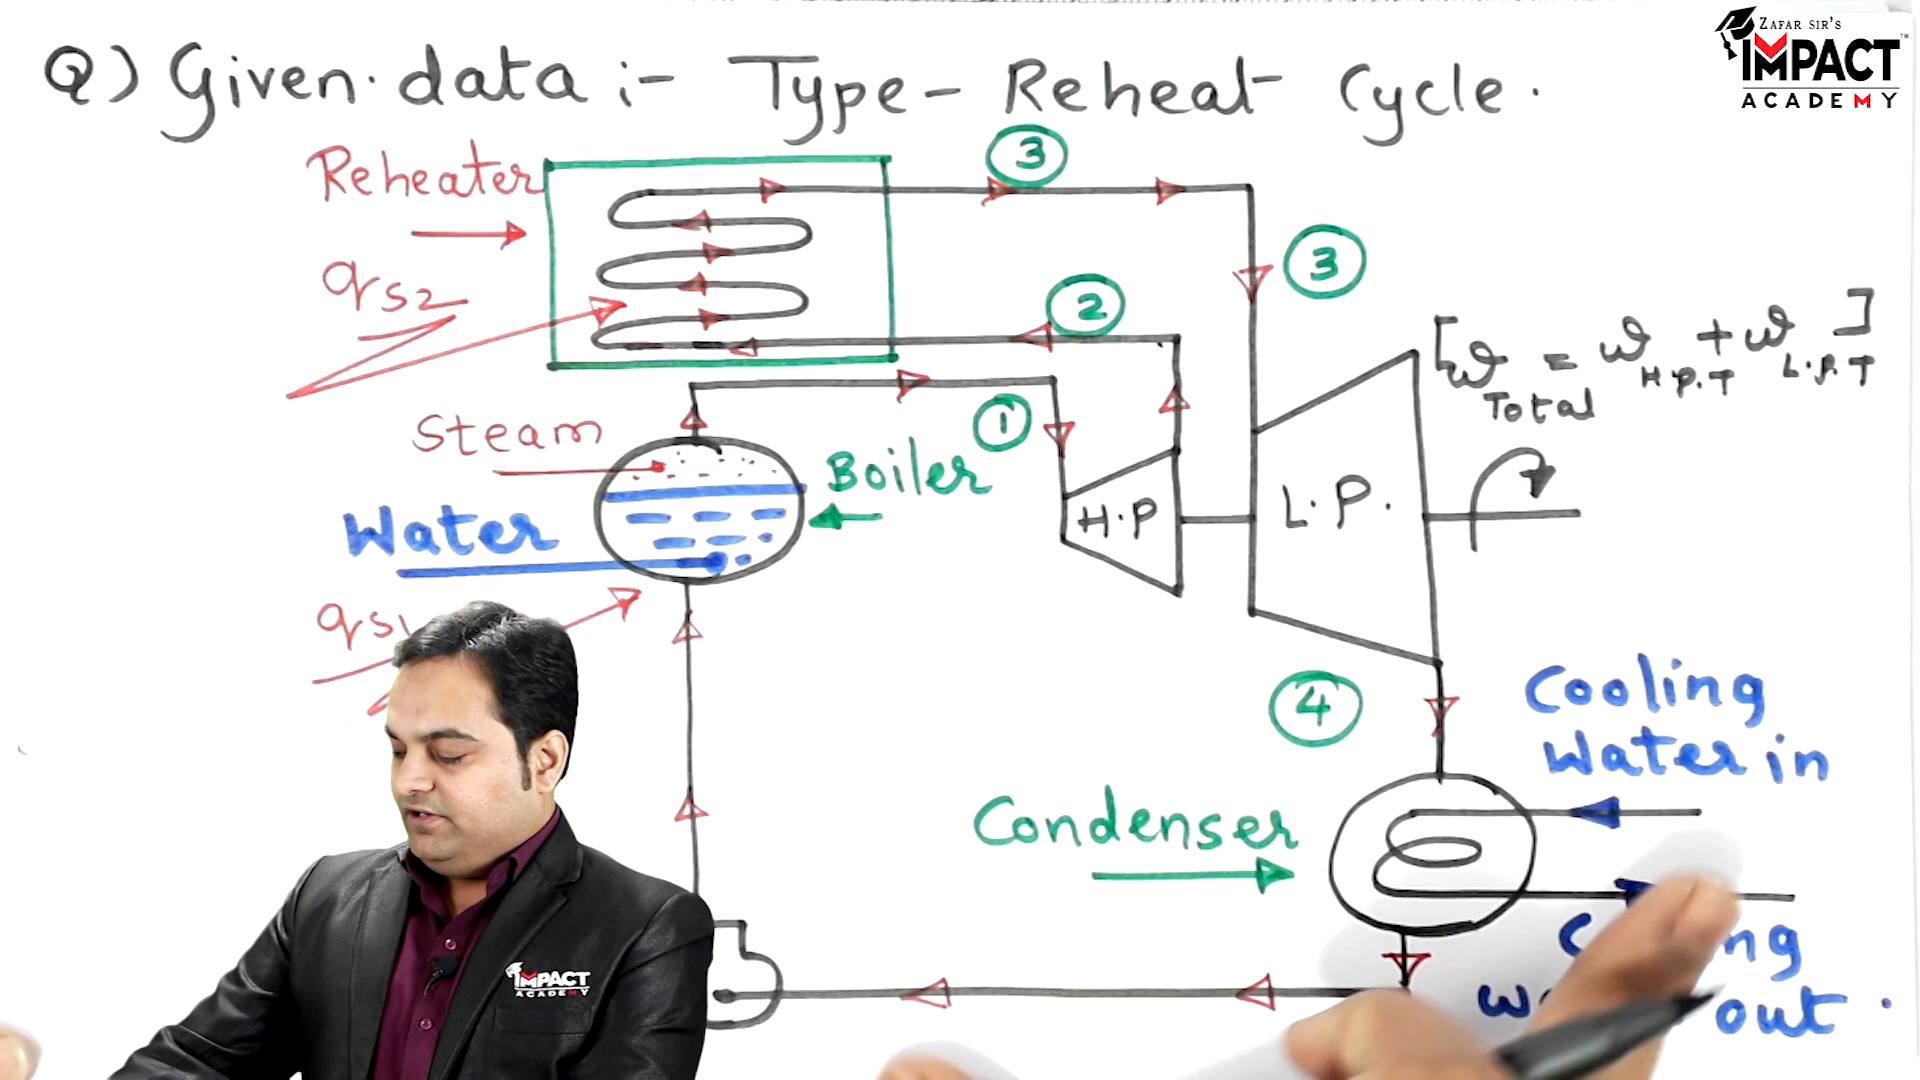 Q) Given data :- Type - Reheat Cycle.
ZAFAR SIR'S
IMPACT
TM
ACADEMY
Reheater
3
qs2
3
2
[w Total = w H.P.T + w L.P.T]
Steam
1
Boiler
Water
H.P
L.P.
qs1
4
Cooling
Water in
Condenser
out.
IMPACT
ACADEMY